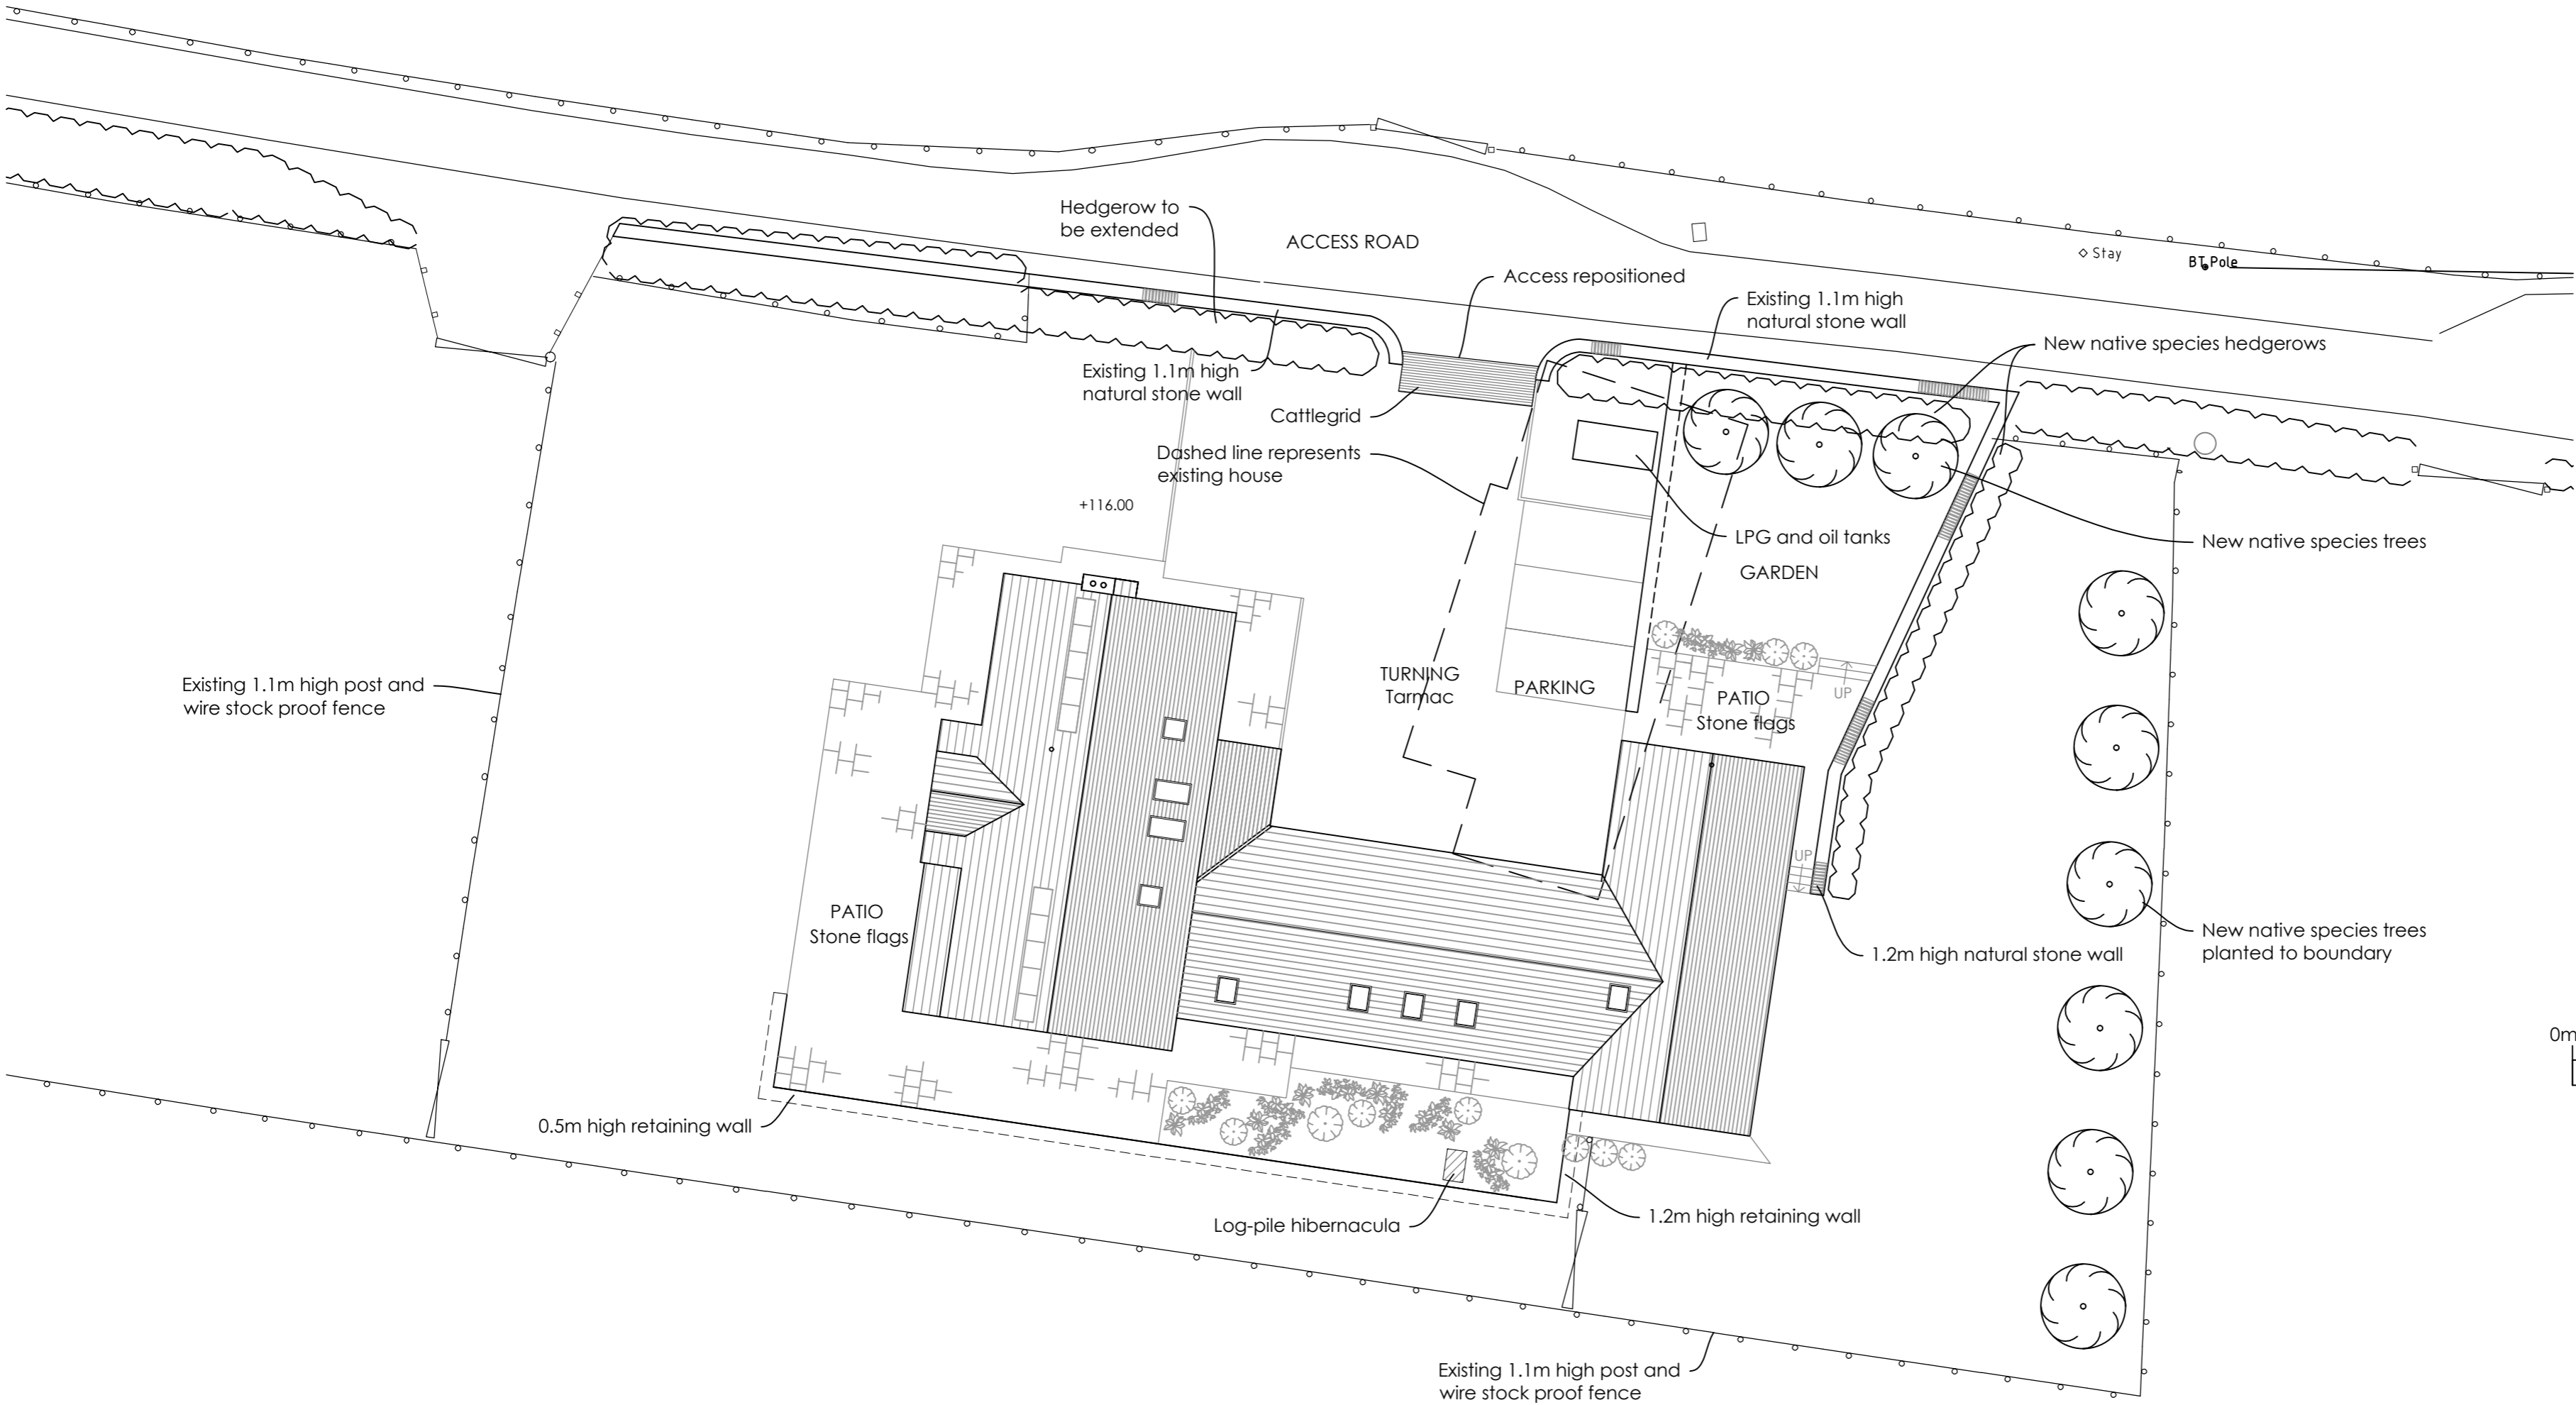 Hedgerow to
be extended
ACCESS ROAD
Stay
BT Pole
Access repositioned
Existing 1.1m high
natural stone wall
New native species hedgerows
Existing 1.1m high
natural stone wall
Cattlegrid
Dashed line represents
existing house
+116.00
LPG and oil tanks
New native species trees
GARDEN
Existing 1.1m high post and
wire stock proof fence
TURNING
Tarmac
PARKING
PATIO
Stone flags
UP
UP
PATIO
Stone flags
1.2m high natural stone wall
New native species trees
planted to boundary
0m
0.5m high retaining wall
Log-pile hibernacula
1.2m high retaining wall
Existing 1.1m high post and
wire stock proof fence